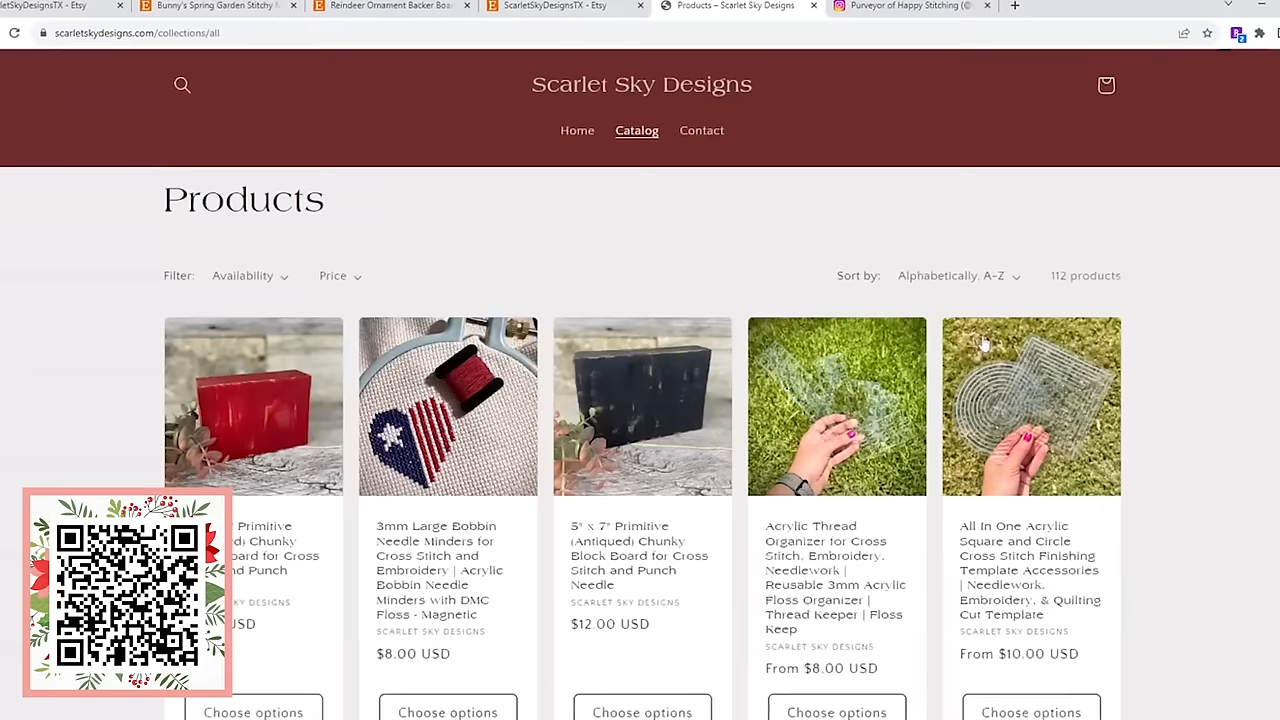 letSkyDesignsTX - Etsy
Bunny's Spring Garden Stitchy
Reindeer Ornament Backer Boa
ScarletSkyDesignsTX - Etsy
Products – Scarlet Sky Designs
Purveyor of Happy Stitching (@
scarletskydesigns.com/collections/all
Scarlet Sky Designs
Home
Catalog
Contact
Products
Filter:
Availability
Price
Sort by:
Alphabetically, A-Z
112 products
" Primitive
d) Chunky
oard for Cross
nd Punch
KY DESIGNS
SD
Choose options
3mm Large Bobbin
Needle Minders for
Cross Stitch and
Embroidery | Acrylic
Bobbin Needle
Minders with DMC
Floss - Magnetic
SCARLET SKY DESIGNS
$8.00 USD
Choose options
5" x 7" Primitive
(Antiqued) Chunky
Block Board for Cross
Stitch and Punch
Needle
SCARLET SKY DESIGNS
$12.00 USD
Choose options
Acrylic Thread
Organizer for Cross
Stitch, Embroidery,
Needlework |
Reusable 3mm Acrylic
Floss Organizer |
Thread Keeper | Floss
Keep
SCARLET SKY DESIGNS
From $8.00 USD
Choose options
All In One Acrylic
Square and Circle
Cross Stitch Finishing
Template Accessories
| Needlework,
Embroidery, & Quilting
Cut Template
SCARLET SKY DESIGNS
From $10.00 USD
Choose options